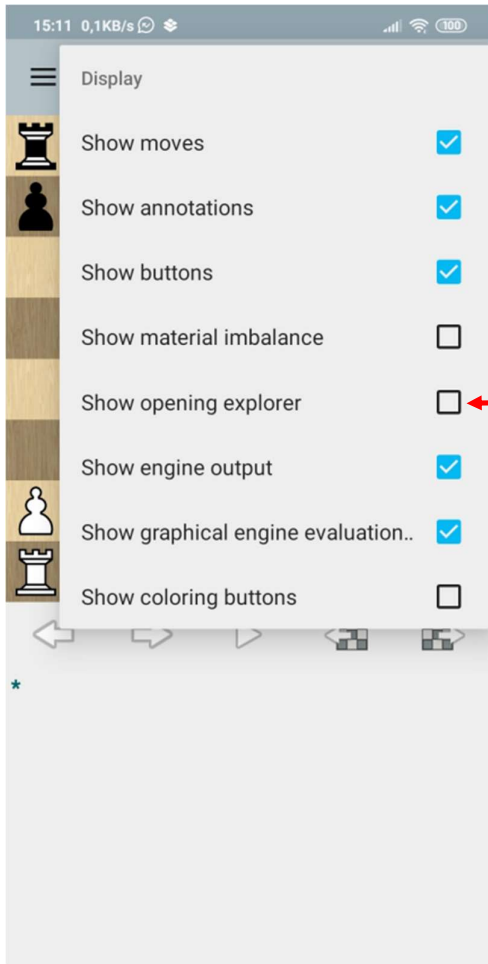 15:11 0,1KB/s 100
Display
Show moves
Show annotations
Show buttons
Show material imbalance
Show opening explorer
Show engine output
Show graphical engine evaluation..
Show coloring buttons
*